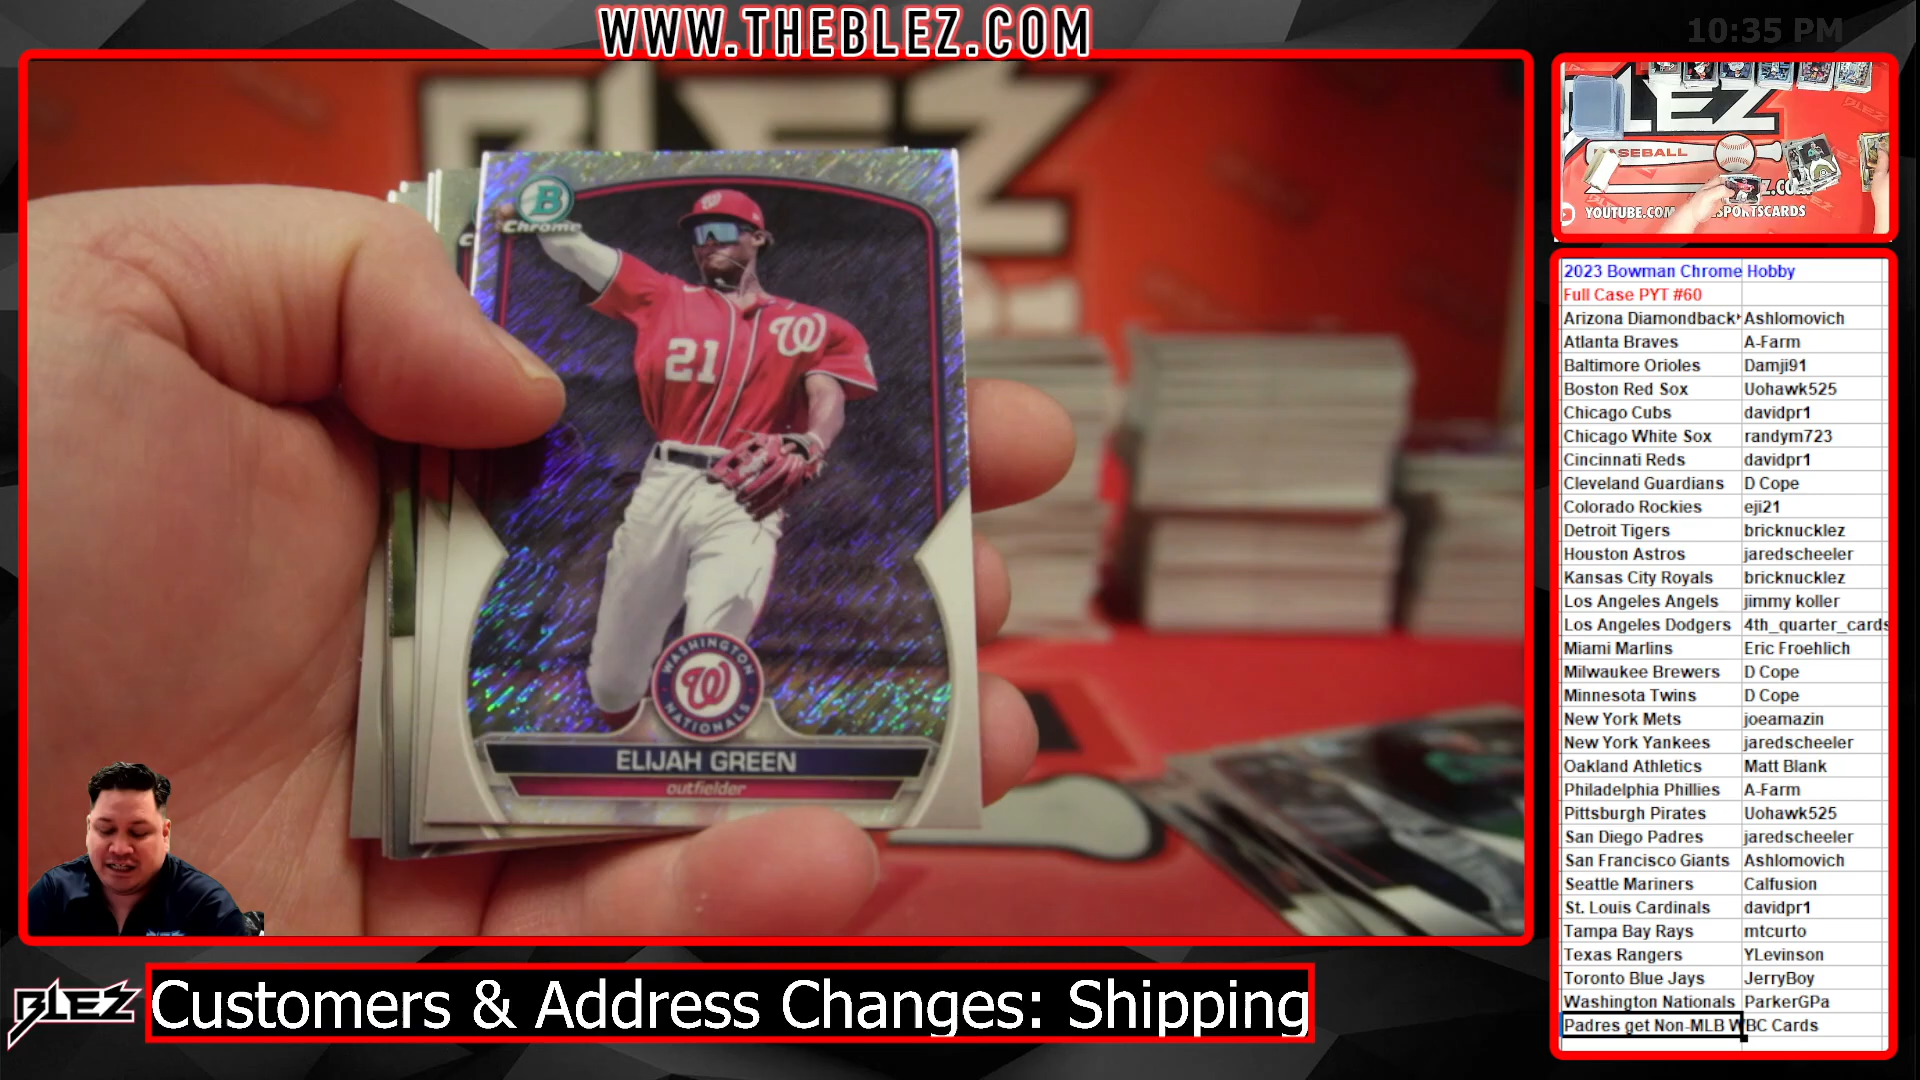 WWW.THEBLEZ.COM
10:35 PM
BLEZ
B
Chrome
W
21
W
WASHINGTON
W
NATIONALS
ELIJAH GREEN
outfielder
BLEZ
BASEBALL
YOUTUBE.COM
SPORTSCARDS
2023 Bowman Chrome Hobby
Full Case PYT #60
Arizona Diamondback Ashlomovich
Atlanta Braves A-Farm
Baltimore Orioles Damji91
Boston Red Sox Uohawk525
Chicago Cubs davidpr1
Chicago White Sox randym723
Cincinnati Reds davidpr1
Cleveland Guardians D Cope
Colorado Rockies eji21
Detroit Tigers bricknucklez
Houston Astros jaredscheeler
Kansas City Royals bricknucklez
Los Angeles Angels jimmy koller
Los Angeles Dodgers 4th_quarter_cards
Miami Marlins Eric Froehlich
Milwaukee Brewers D Cope
Minnesota Twins D Cope
New York Mets joeamazin
New York Yankees jaredscheeler
Oakland Athletics Matt Blank
Philadelphia Phillies A-Farm
Pittsburgh Pirates Uohawk525
San Diego Padres jaredscheeler
San Francisco Giants Ashlomovich
Seattle Mariners Calfusion
St. Louis Cardinals davidpr1
Tampa Bay Rays mtcurto
Texas Rangers YLevinson
Toronto Blue Jays JerryBoy
Washington Nationals ParkerGPa
Padres get Non-MLB WBC Cards
BLEZ
Customers & Address Changes: Shipping